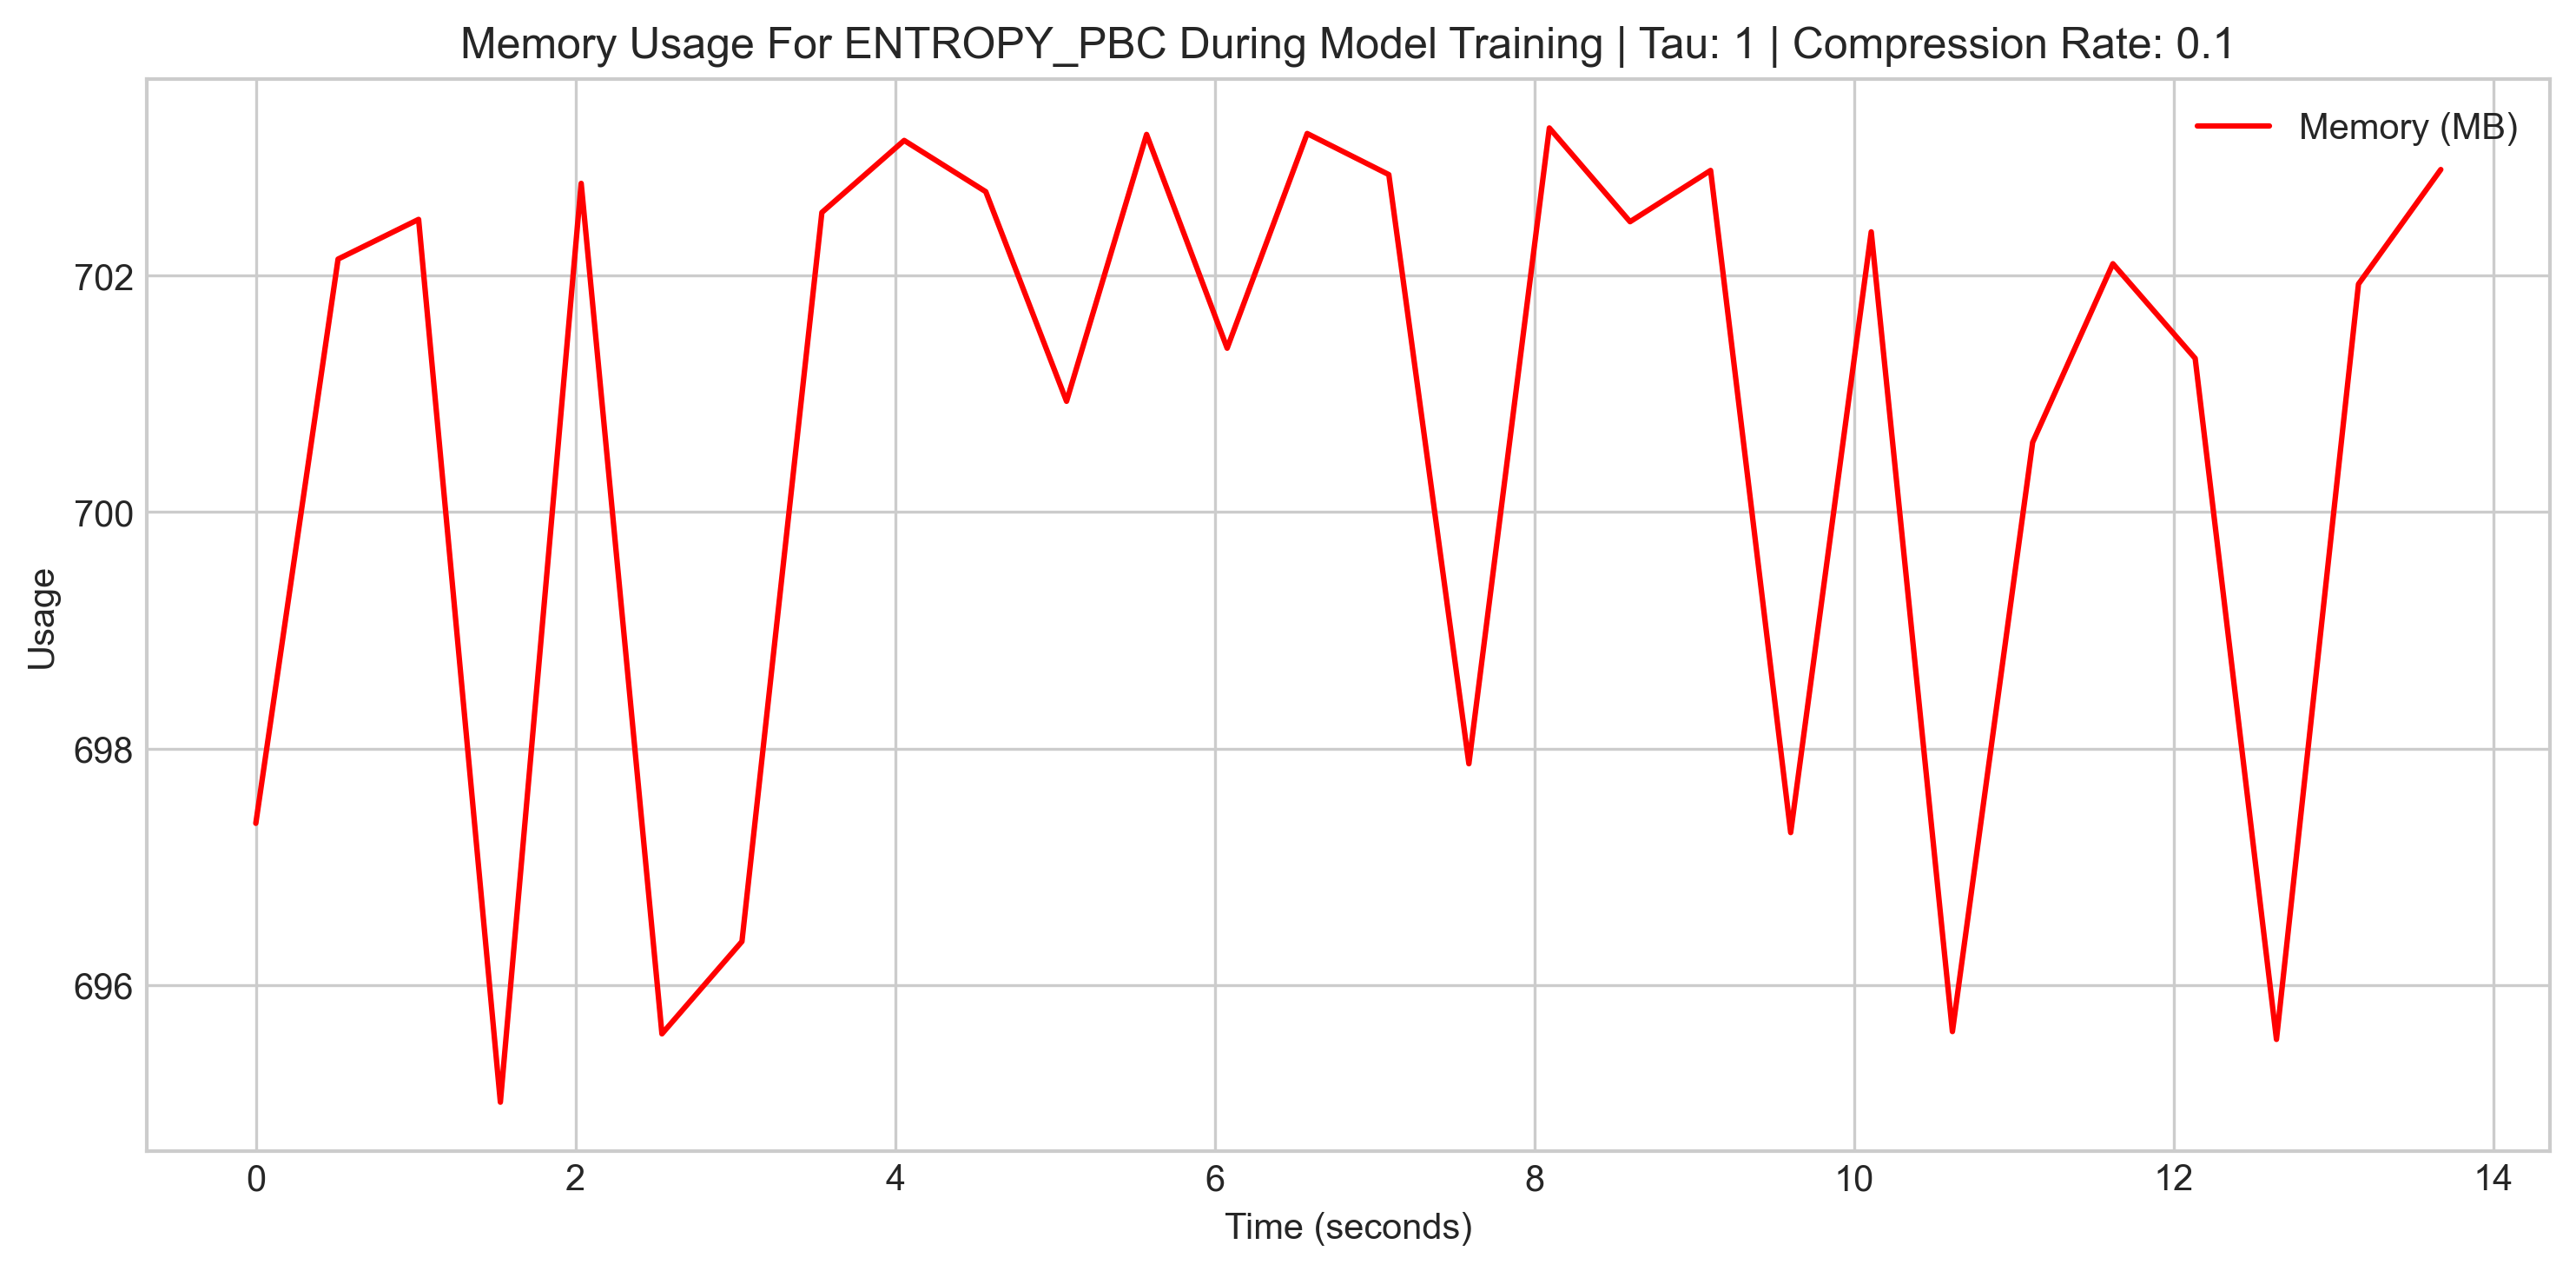 Memory Usage For ENTROPY_PBC During Model Training | Tau: 1 | Compression Rate: 0.1
Memory (MB)
702
700
698
696
Usage
0 2 4 6 8 10 12 14
Time (seconds)